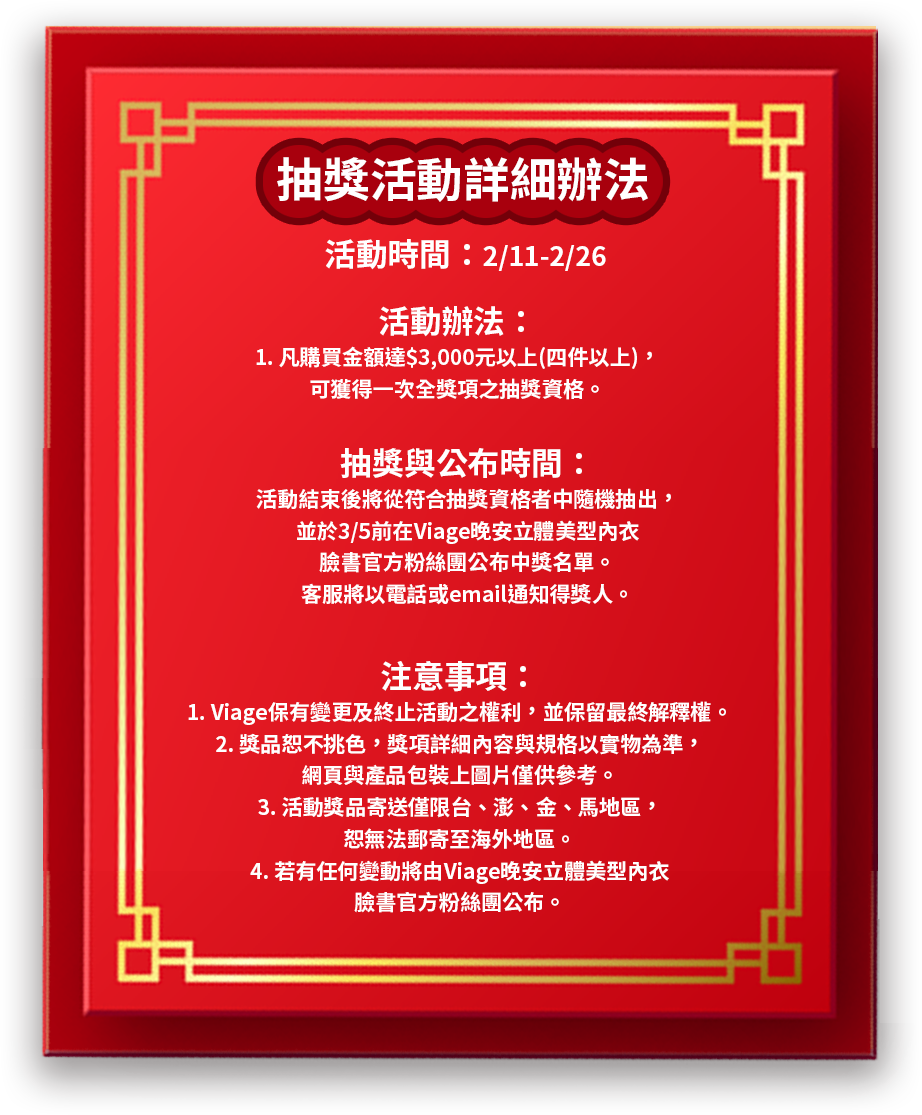 抽獎活動詳細辦法
活動時間：2/11-2/26
活動辦法：
1. 凡購買金額達$3,000元以上(四件以上)，
可獲得一次全獎項之抽獎資格。
抽獎與公布時間：
活動結束後將從符合抽獎資格者中隨機抽出，
並於3/5前在Viage晚安立體美型內衣
臉書官方粉絲團公布中獎名單。
客服將以電話或email通知得獎人。
注意事項：
1. Viage保有變更及終止活動之權利，並保留最終解釋權。
2. 獎品恕不挑色，獎項詳細內容與規格以實物為準，
網頁與產品包裝上圖片僅供參考。
3. 活動獎品寄送僅限台、澎、金、馬地區，
恕無法郵寄至海外地區。
4. 若有任何變動將由Viage晚安立體美型內衣
臉書官方粉絲團公布。